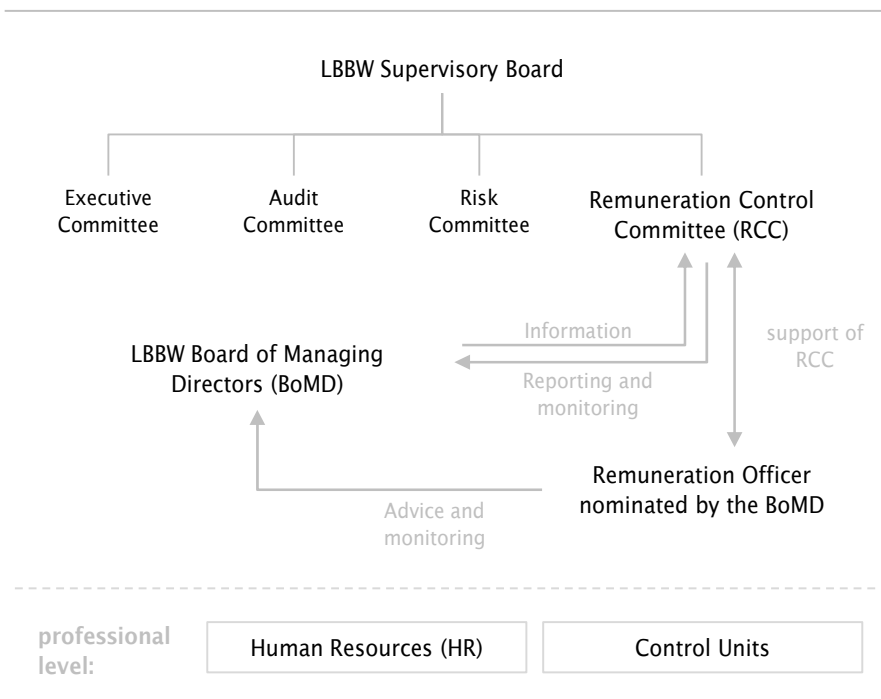 LBBW Supervisory Board
Executive
Committee
Audit
Committee
Risk
Committee
Remuneration Control
Committee (RCC)
Information
support of
RCC
LBBW Board of Managing
Directors (BoMD)
Reporting and
monitoring
Remuneration Officer
nominated by the BoMD
Advice and
monitoring
professional
level:
Human Resources (HR)
Control Units